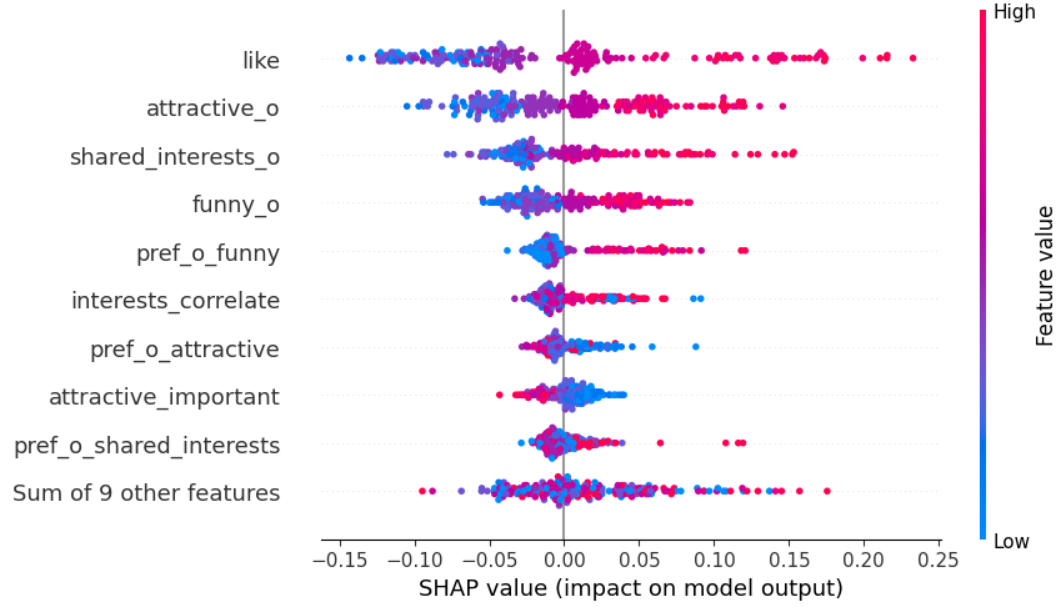 High
like
attractive_o
shared_interests_o
funny_o
pref_o_funny
interests_correlate
pref_o_attractive
attractive_important
pref_o_shared_interests
Sum of 9 other features
Feature value
Low
−0.15 −0.10 −0.05 0.00 0.05 0.10 0.15 0.20 0.25
SHAP value (impact on model output)